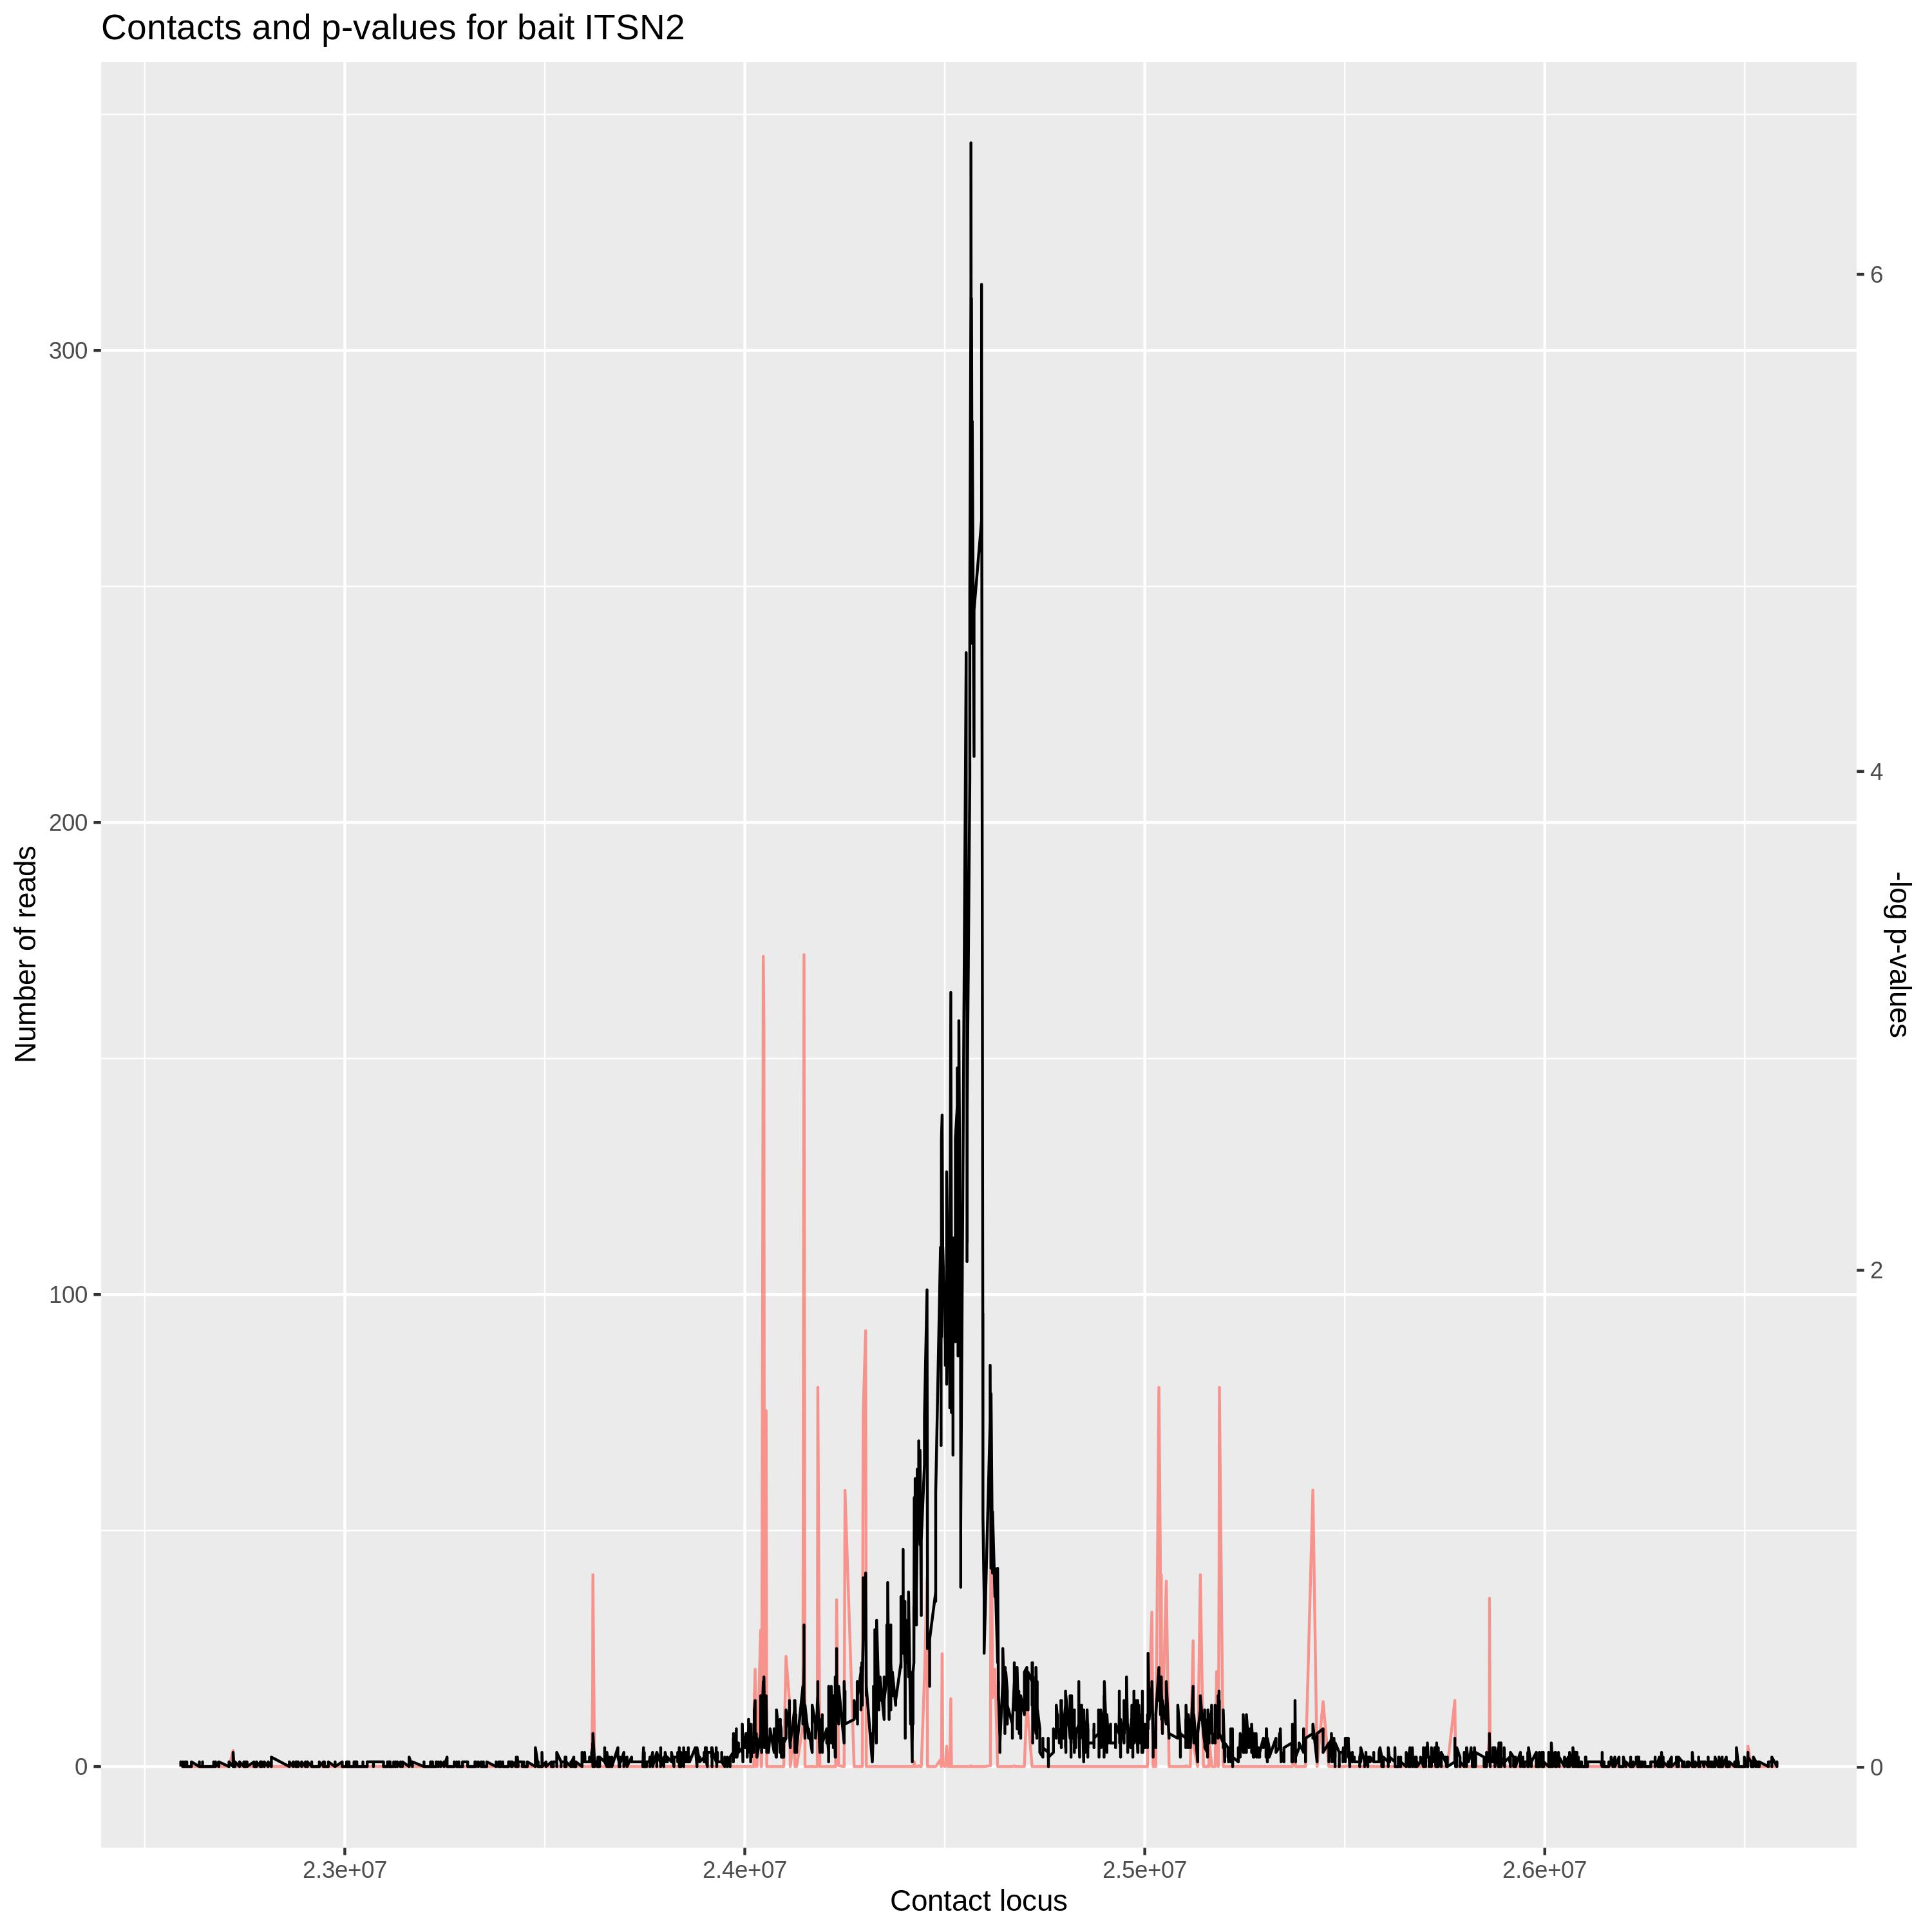 Contacts and p-values for bait ITSN2
Number of reads
300
200
100
0
6
4
2
0
-log p-values
2.3e+07
2.4e+07
2.5e+07
2.6e+07
Contact locus